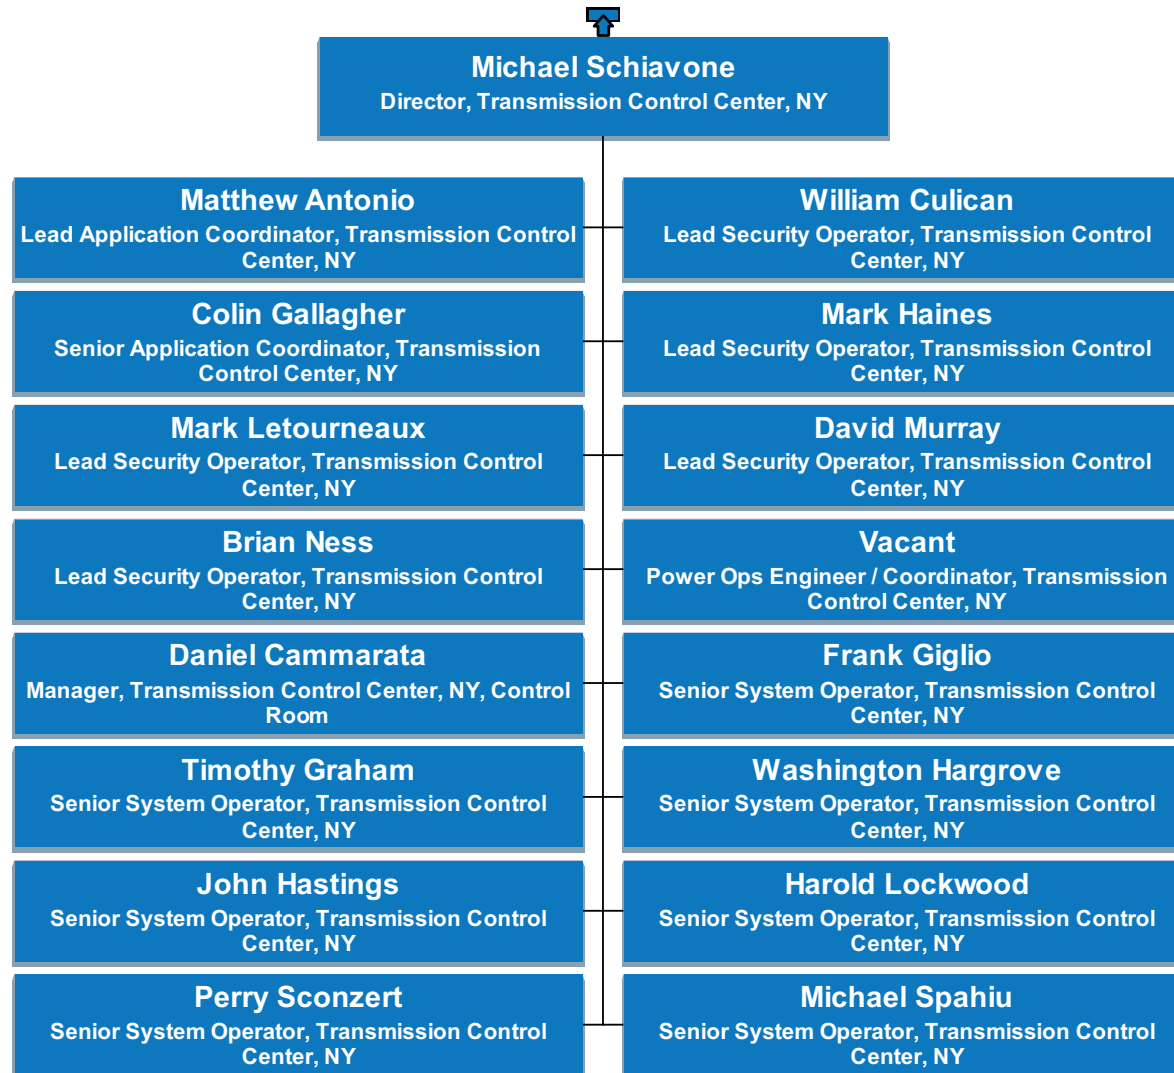 Michael Schiavone
Director, Transmission Control Center, NY
Matthew Antonio
Lead Application Coordinator, Transmission Control
Center, NY
William Culican
Lead Security Operator, Transmission Control
Center, NY
Colin Gallagher
Senior Application Coordinator, Transmission
Control Center, NY
Mark Haines
Lead Security Operator, Transmission Control
Center, NY
Mark Letourneaux
Lead Security Operator, Transmission Control
Center, NY
David Murray
Lead Security Operator, Transmission Control
Center, NY
Brian Ness
Lead Security Operator, Transmission Control
Center, NY
Vacant
Power Ops Engineer / Coordinator, Transmission
Control Center, NY
Daniel Cammarata
Manager, Transmission Control Center, NY, Control
Room
Frank Giglio
Senior System Operator, Transmission Control
Center, NY
Timothy Graham
Senior System Operator, Transmission Control
Center, NY
Washington Hargrove
Senior System Operator, Transmission Control
Center, NY
John Hastings
Senior System Operator, Transmission Control
Center, NY
Harold Lockwood
Senior System Operator, Transmission Control
Center, NY
Perry Sconzert
Senior System Operator, Transmission Control
Center, NY
Michael Spahiu
Senior System Operator, Transmission Control
Center, NY